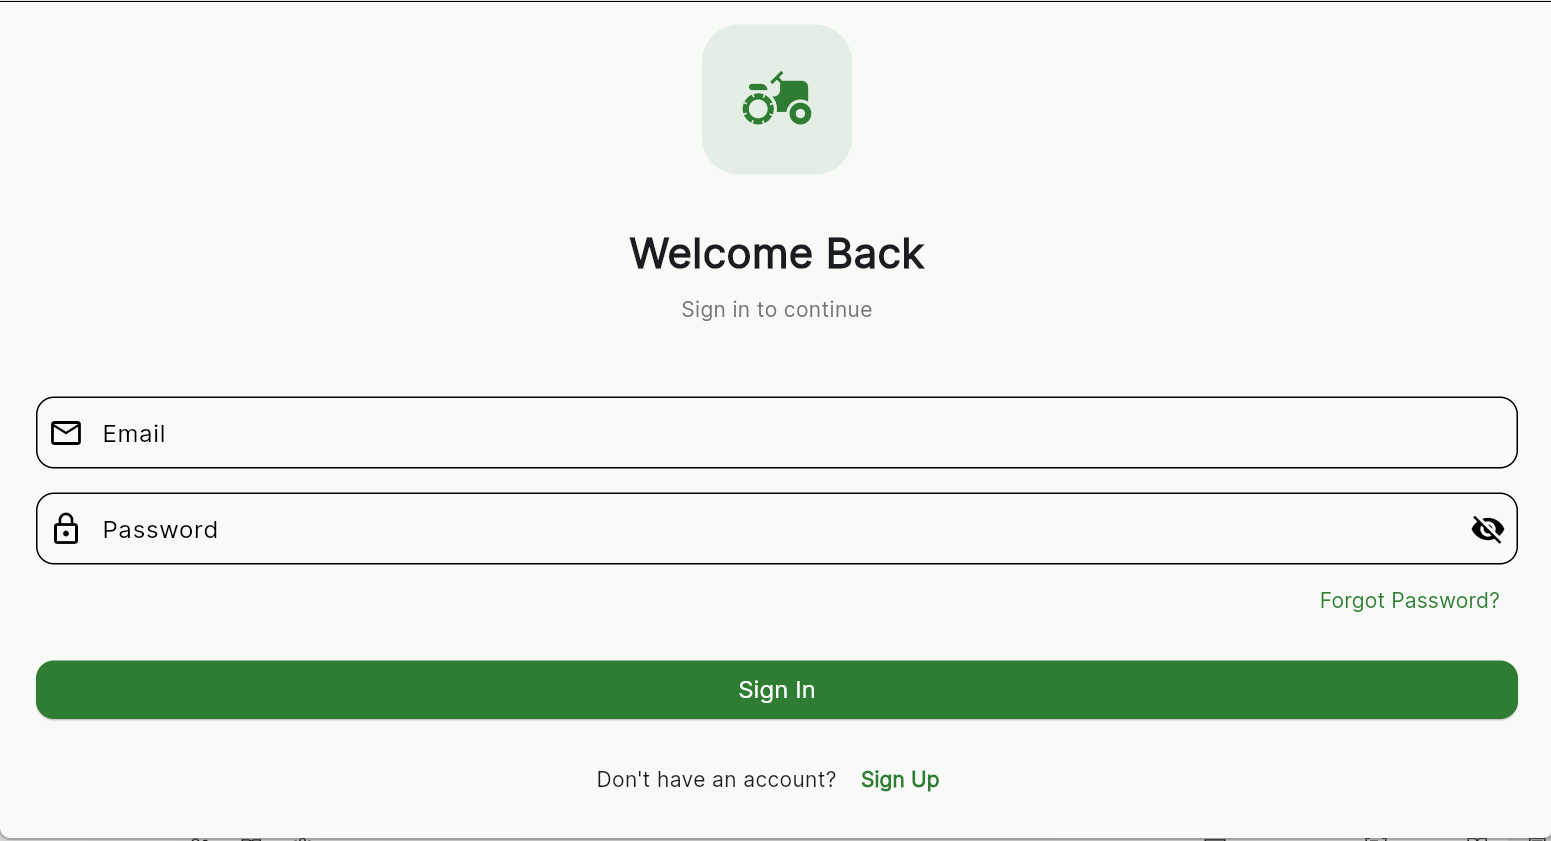 Welcome Back
Sign in to continue
Email
Password
Forgot Password?
Sign In
Don't have an account? Sign Up